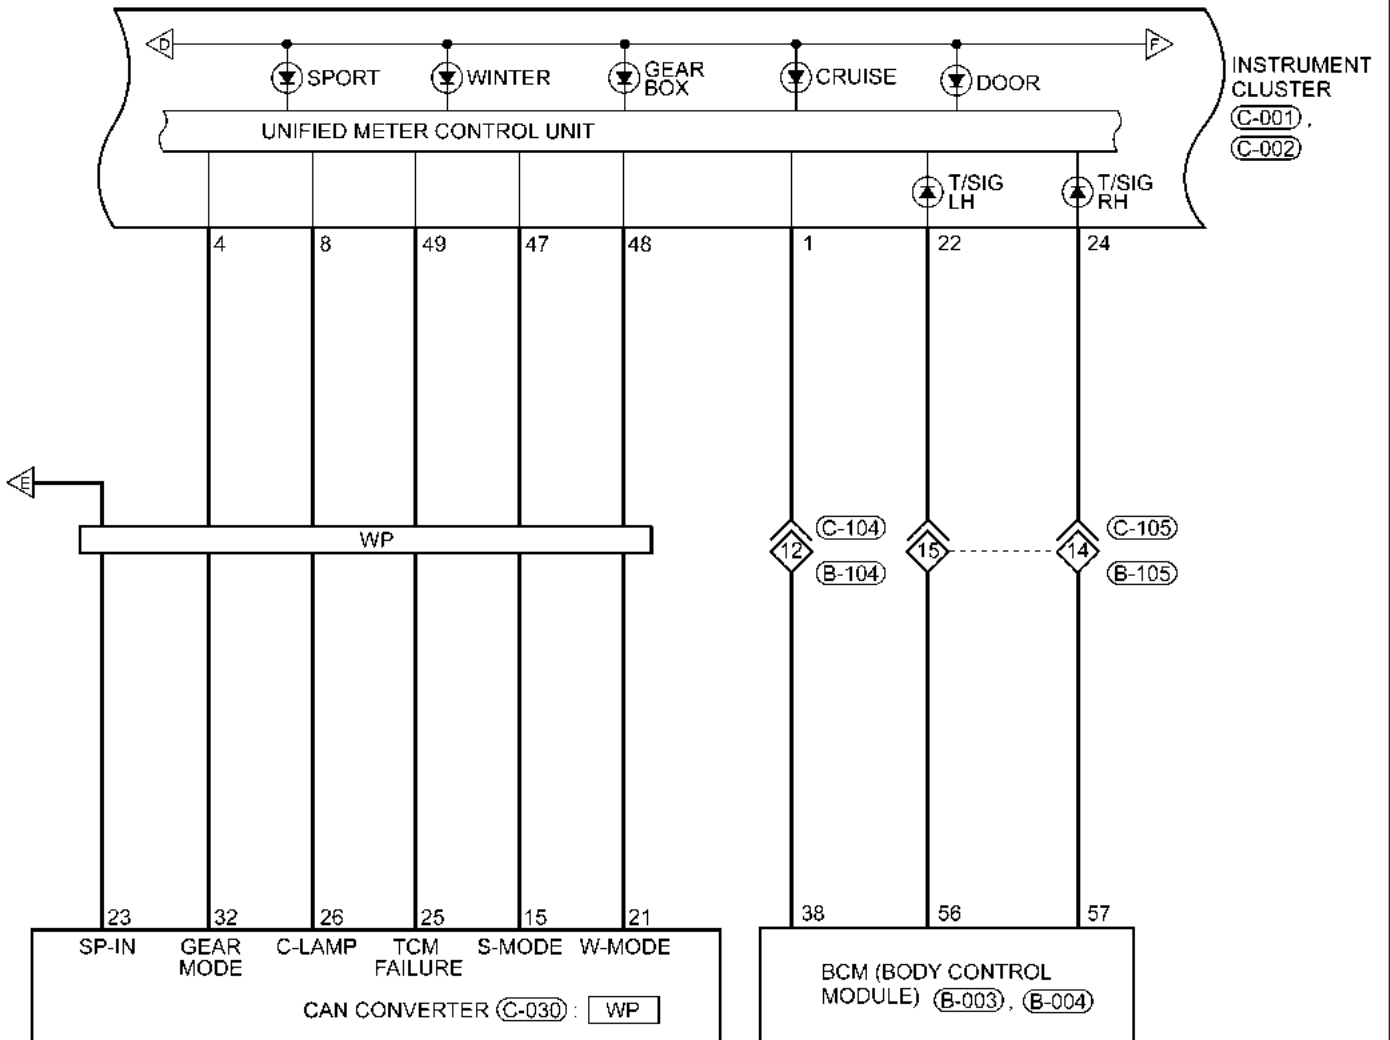 D
F
SPORT
WINTER
GEAR
BOX
CRUISE
DOOR
INSTRUMENT
CLUSTER
C-001 ,
C-002
UNIFIED METER CONTROL UNIT
T/SIG
LH
T/SIG
RH
4
8
49
47
48
1
22
24
E
WP
12
C-104
B-104
15
14
C-105
B-105
23
32
26
25
15
21
38
56
57
SP-IN
GEAR
MODE
C-LAMP
TCM
FAILURE
S-MODE
W-MODE
CAN CONVERTER C-030 : WP
BCM (BODY CONTROL
MODULE) B-003 , B-004